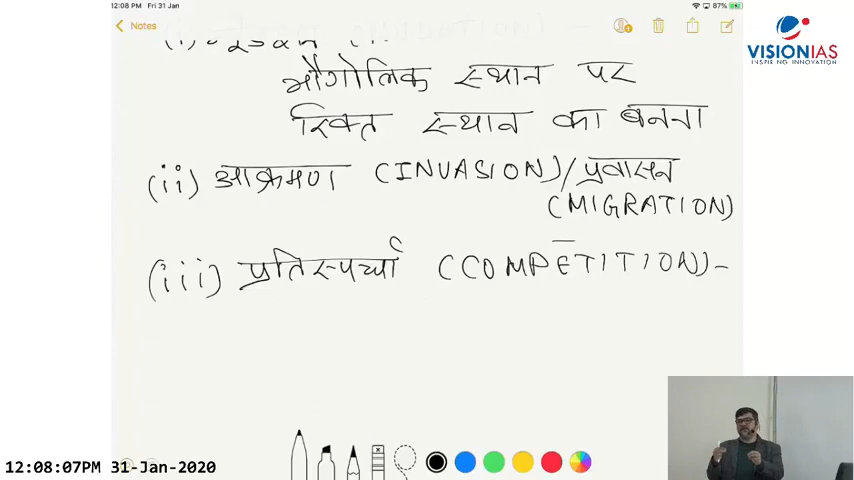 12:08 PM Fri 31 Jan
87%
Notes
VISIONIAS
INSPIRING INNOVATION
(i)
भौगोलिक स्थान पर
रिक्त स्थान का बनना
(ii) आक्रमण (INVASION)/प्रवासन
(MIGRATION)
(iii) प्रतिस्पर्धा (COMPETITION)-
12:08:07PM 31-Jan-2020